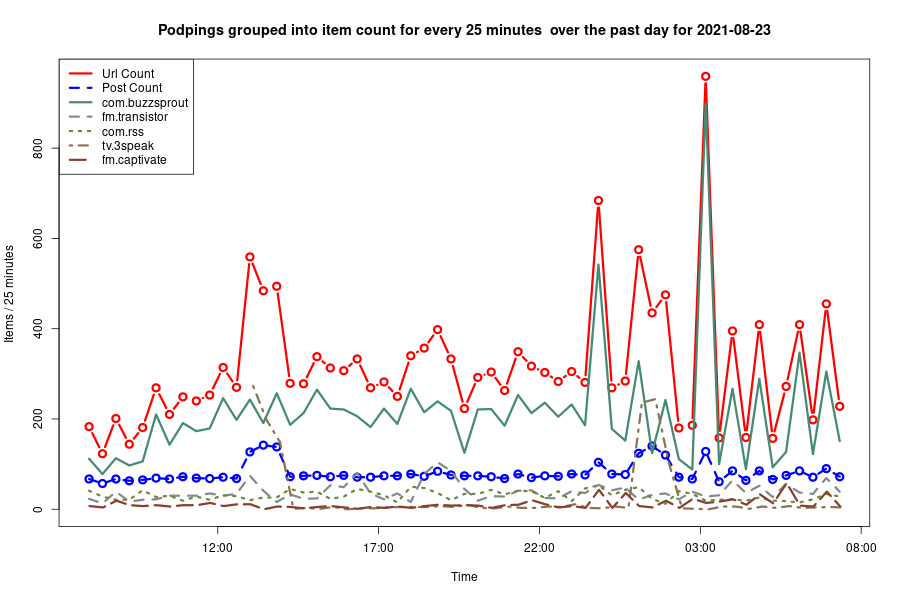 Podpings grouped into item count for every 25 minutes  over the past day for 2021-08-23
Url Count
Post Count
com.buzzsprout
fm.transistor
com.rss
tv.3speak
fm.captivate
Items / 25 minutes
800
600
400
200
0
12:00
17:00
22:00
03:00
08:00
Time